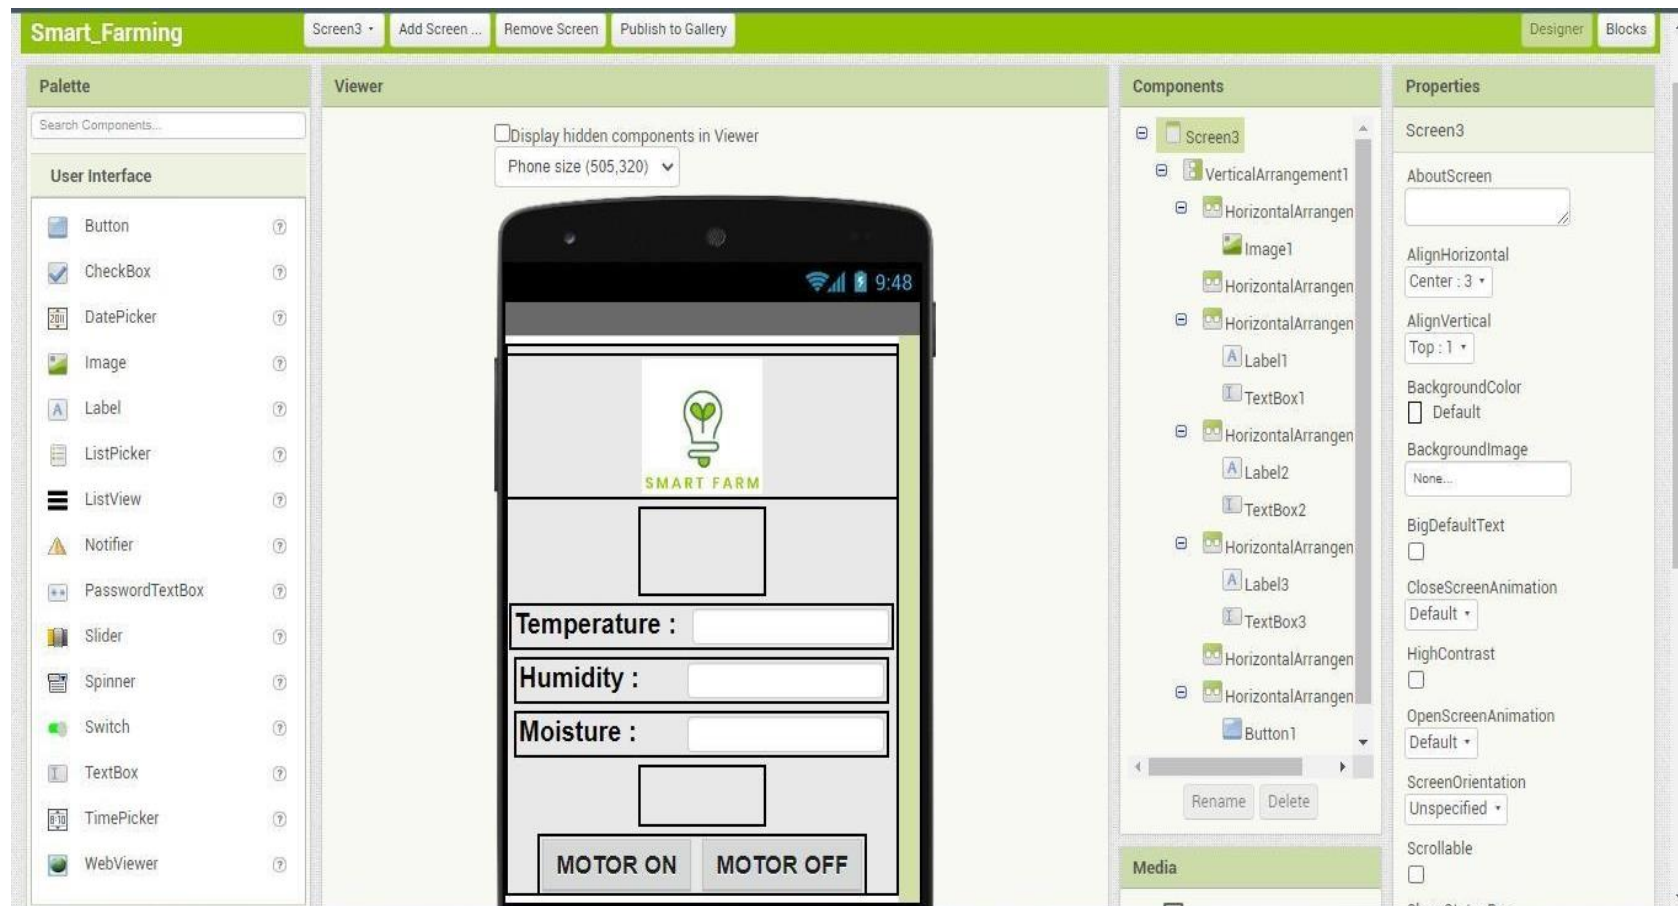 Smart_Farming
Screen3
Add Screen ...
Remove Screen
Publish to Gallery
Designer
Blocks
Palette
Search Components...
User Interface
Button
CheckBox
DatePicker
Image
Label
ListPicker
ListView
Notifier
PasswordTextBox
Slider
Spinner
Switch
TextBox
TimePicker
WebViewer
Viewer
Display hidden components in Viewer
Phone size (505,320)
9:48
SMART FARM
Temperature :
Humidity :
Moisture :
MOTOR ON
MOTOR OFF
Components
Screen3
VerticalArrangement1
HorizontalArrangen
Image1
HorizontalArrangen
HorizontalArrangen
Label1
TextBox1
HorizontalArrangen
Label2
TextBox2
HorizontalArrangen
Label3
TextBox3
HorizontalArrangen
HorizontalArrangen
Button1
Rename
Delete
Media
Properties
Screen3
AboutScreen
AlignHorizontal
Center : 3
AlignVertical
Top : 1
BackgroundColor
Default
BackgroundImage
None...
BigDefaultText
CloseScreenAnimation
Default
HighContrast
OpenScreenAnimation
Default
ScreenOrientation
Unspecified
Scrollable